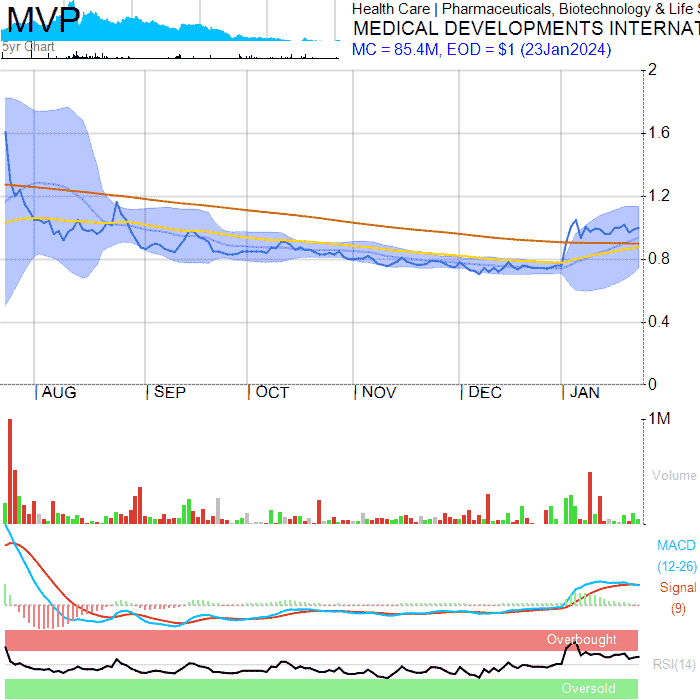 MVP
5yr Chart
Health Care | Pharmaceuticals, Biotechnology & Life S
MEDICAL DEVELOPMENTS INTERNAT
MC = 85.4M, EOD = $1 (23Jan2024)
2
1.6
1.2
0.8
0.4
0
AUG SEP OCT NOV DEC JAN
1M
Volume
MACD
(12-26)
Signal
(9)
Overbought
RSI(14)
Oversold